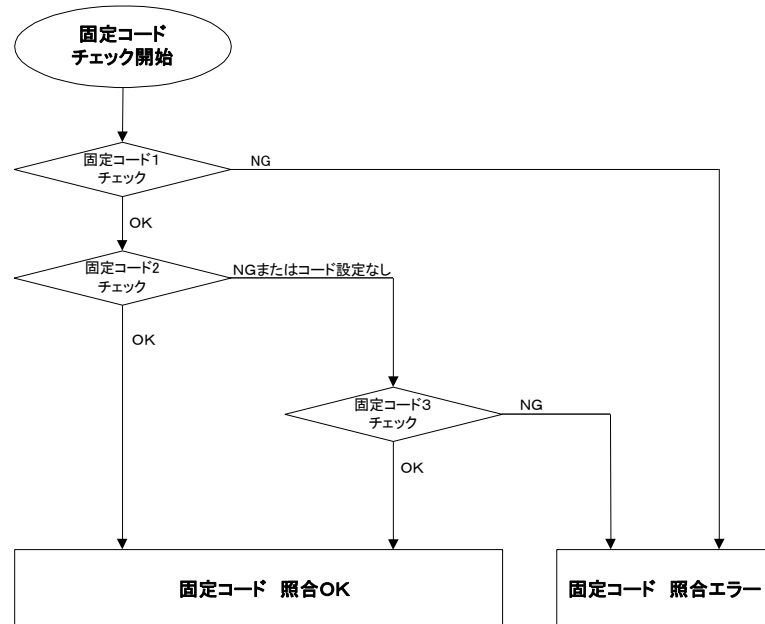 固定コード
チェック開始
固定コード1
チェック
NG
OK
固定コード2
チェック
NGまたはコード設定なし
OK
固定コード3
チェック
NG
OK
固定コード 照合OK
固定コード 照合エラー